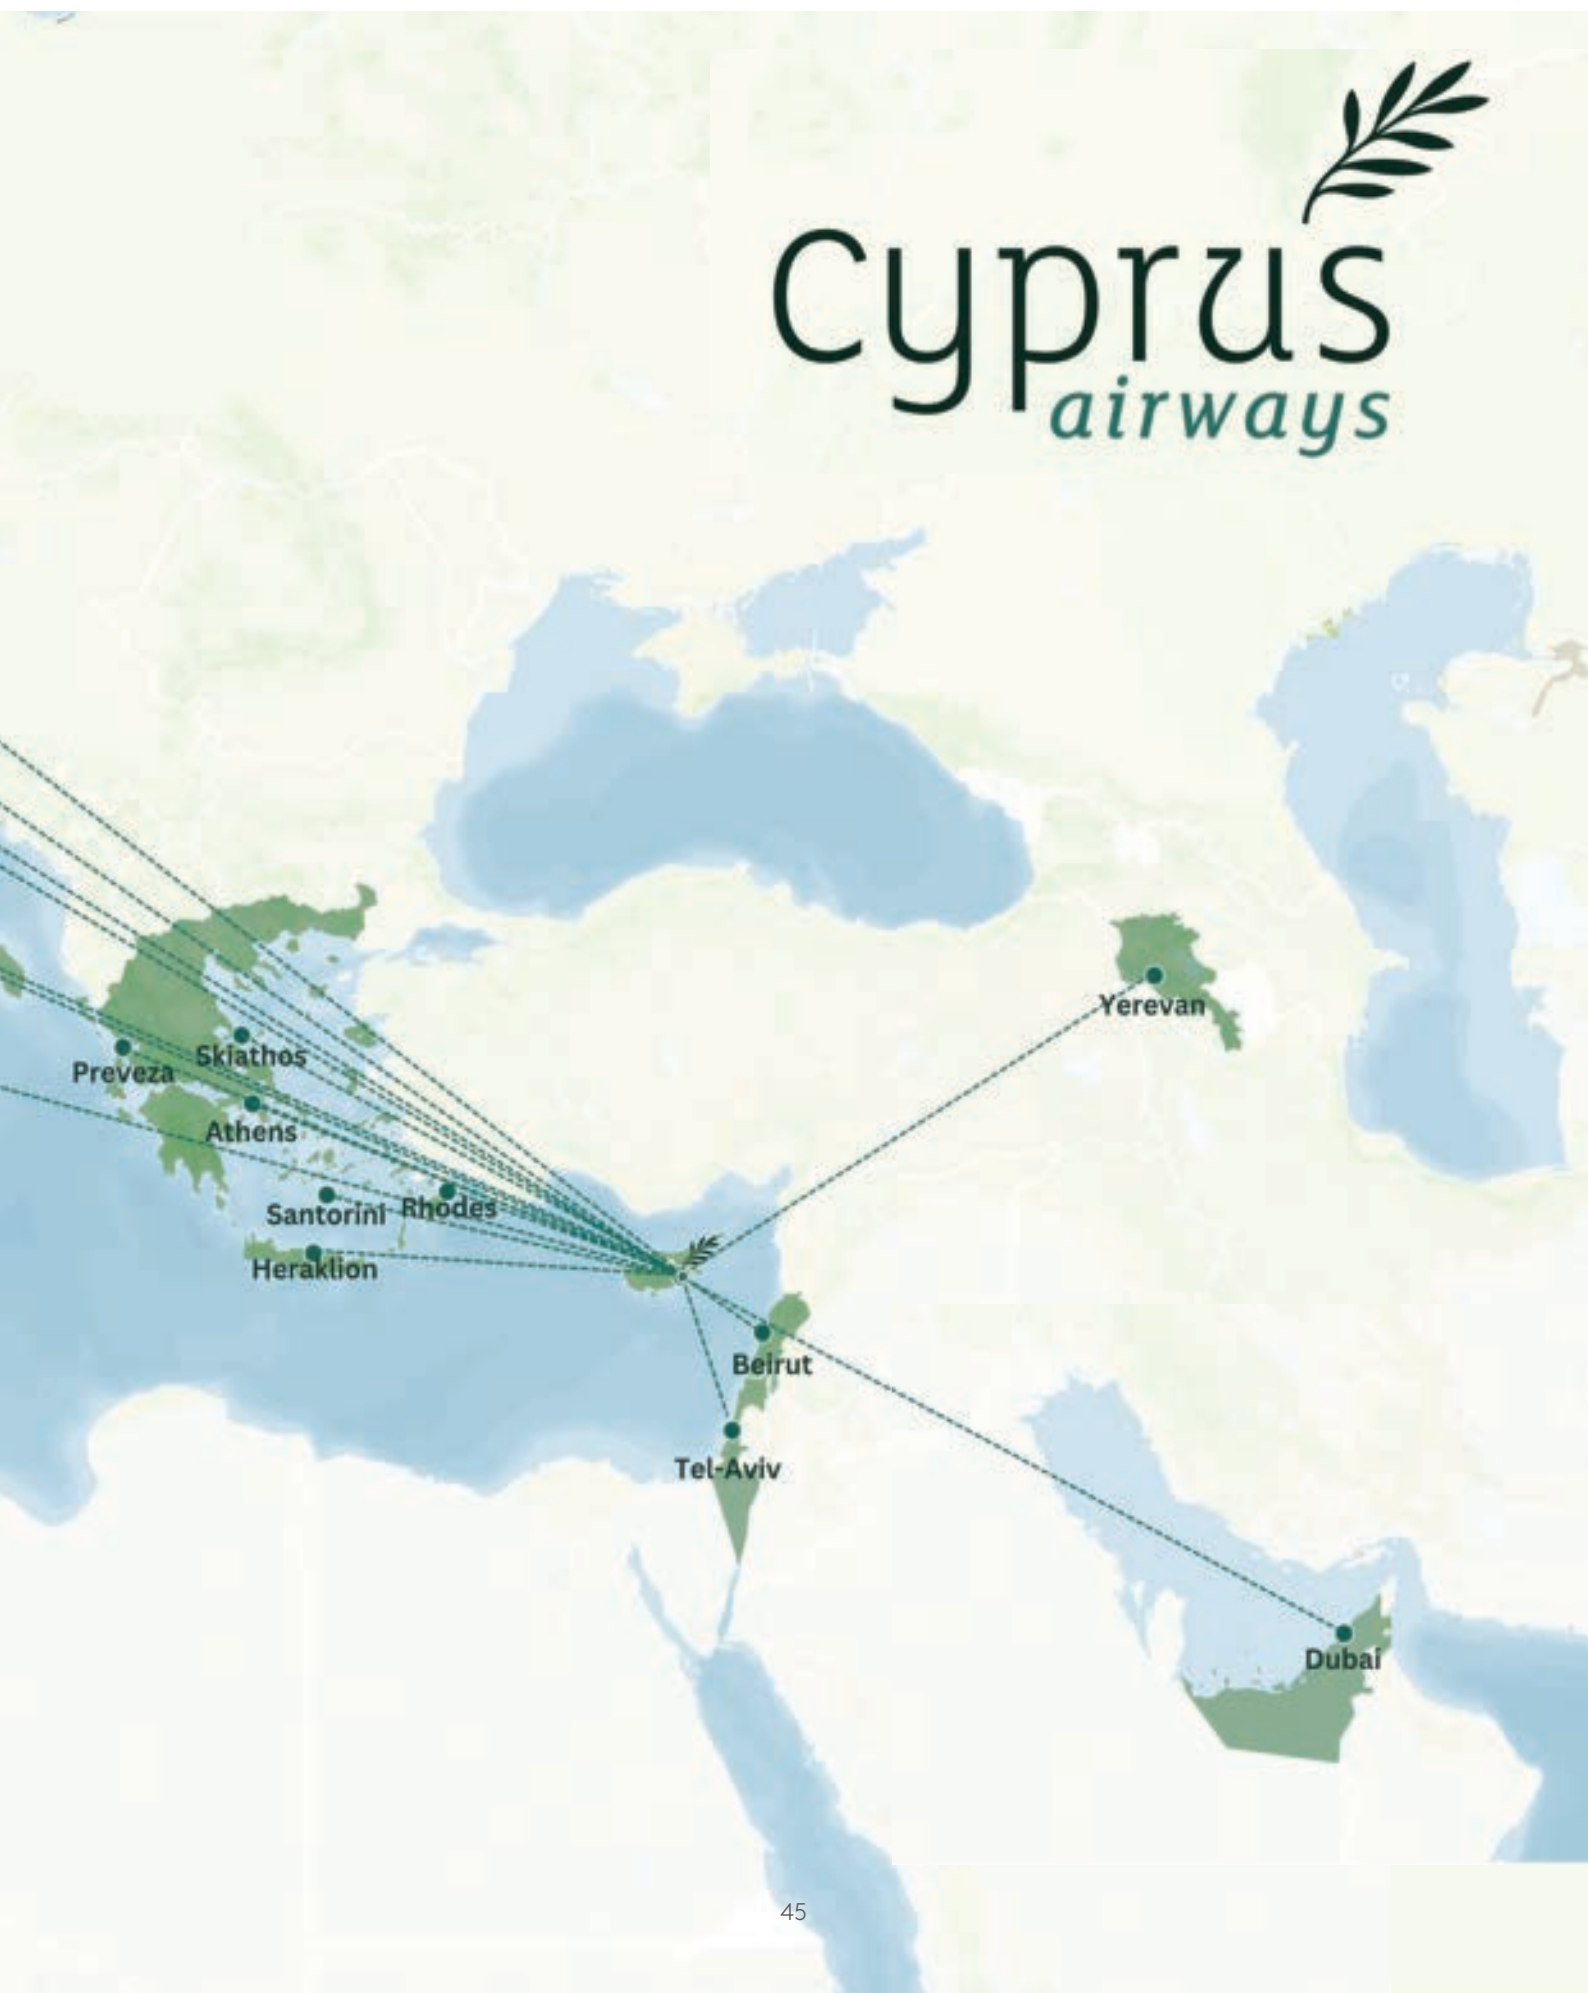 Cyprus
airways
Yerevan
Skiathos
Preveza
Athens
Santorini
Rhodes
Heraklion
Beirut
Tel-Aviv
Dubai
45